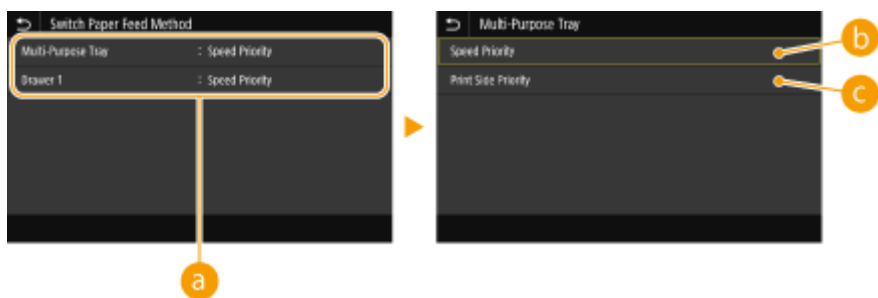 Switch Paper Feed Method
Multi-Purpose Tray : Speed Priority
Drawer 1 : Speed Priority
a
Multi-Purpose Tray
Speed Priority
b
Print Side Priority
c